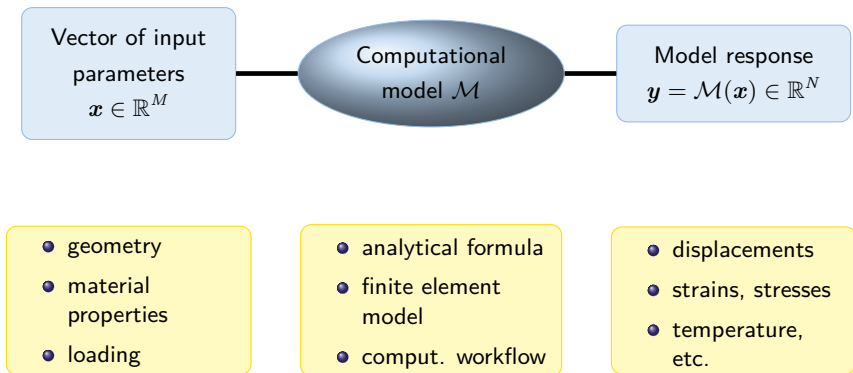 Vector of input
parameters
𝒙 ∈ ℝ^M
Computational
model ℳ
Model response
𝒚 = ℳ(𝒙) ∈ ℝ^N
geometry
material
properties
loading
analytical formula
finite element
model
comput. workflow
displacements
strains, stresses
temperature,
etc.